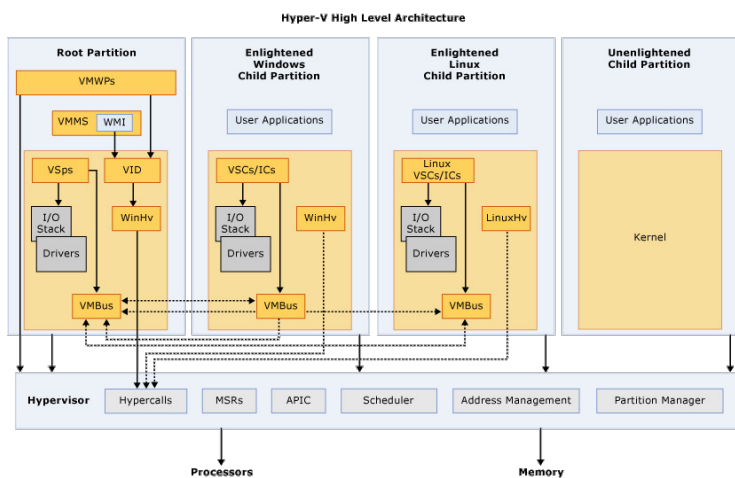 Hyper-V High Level Architecture
Root Partition
VMWPs
VMMS
WMI
VSps
VID
I/O
Stack
Drivers
WinHv
VMBus
Enlightened
Windows
Child Partition
User Applications
VSCs/ICs
I/O
Stack
Drivers
WinHv
VMBus
Enlightened
Linux
Child Partition
User Applications
Linux
VSCs/ICs
I/O
Stack
Drivers
LinuxHv
VMBus
Unenlightened
Child Partition
User Applications
Kernel
Hypervisor
Hypercalls
MSRs
APIC
Scheduler
Address Management
Partition Manager
Processors
Memory